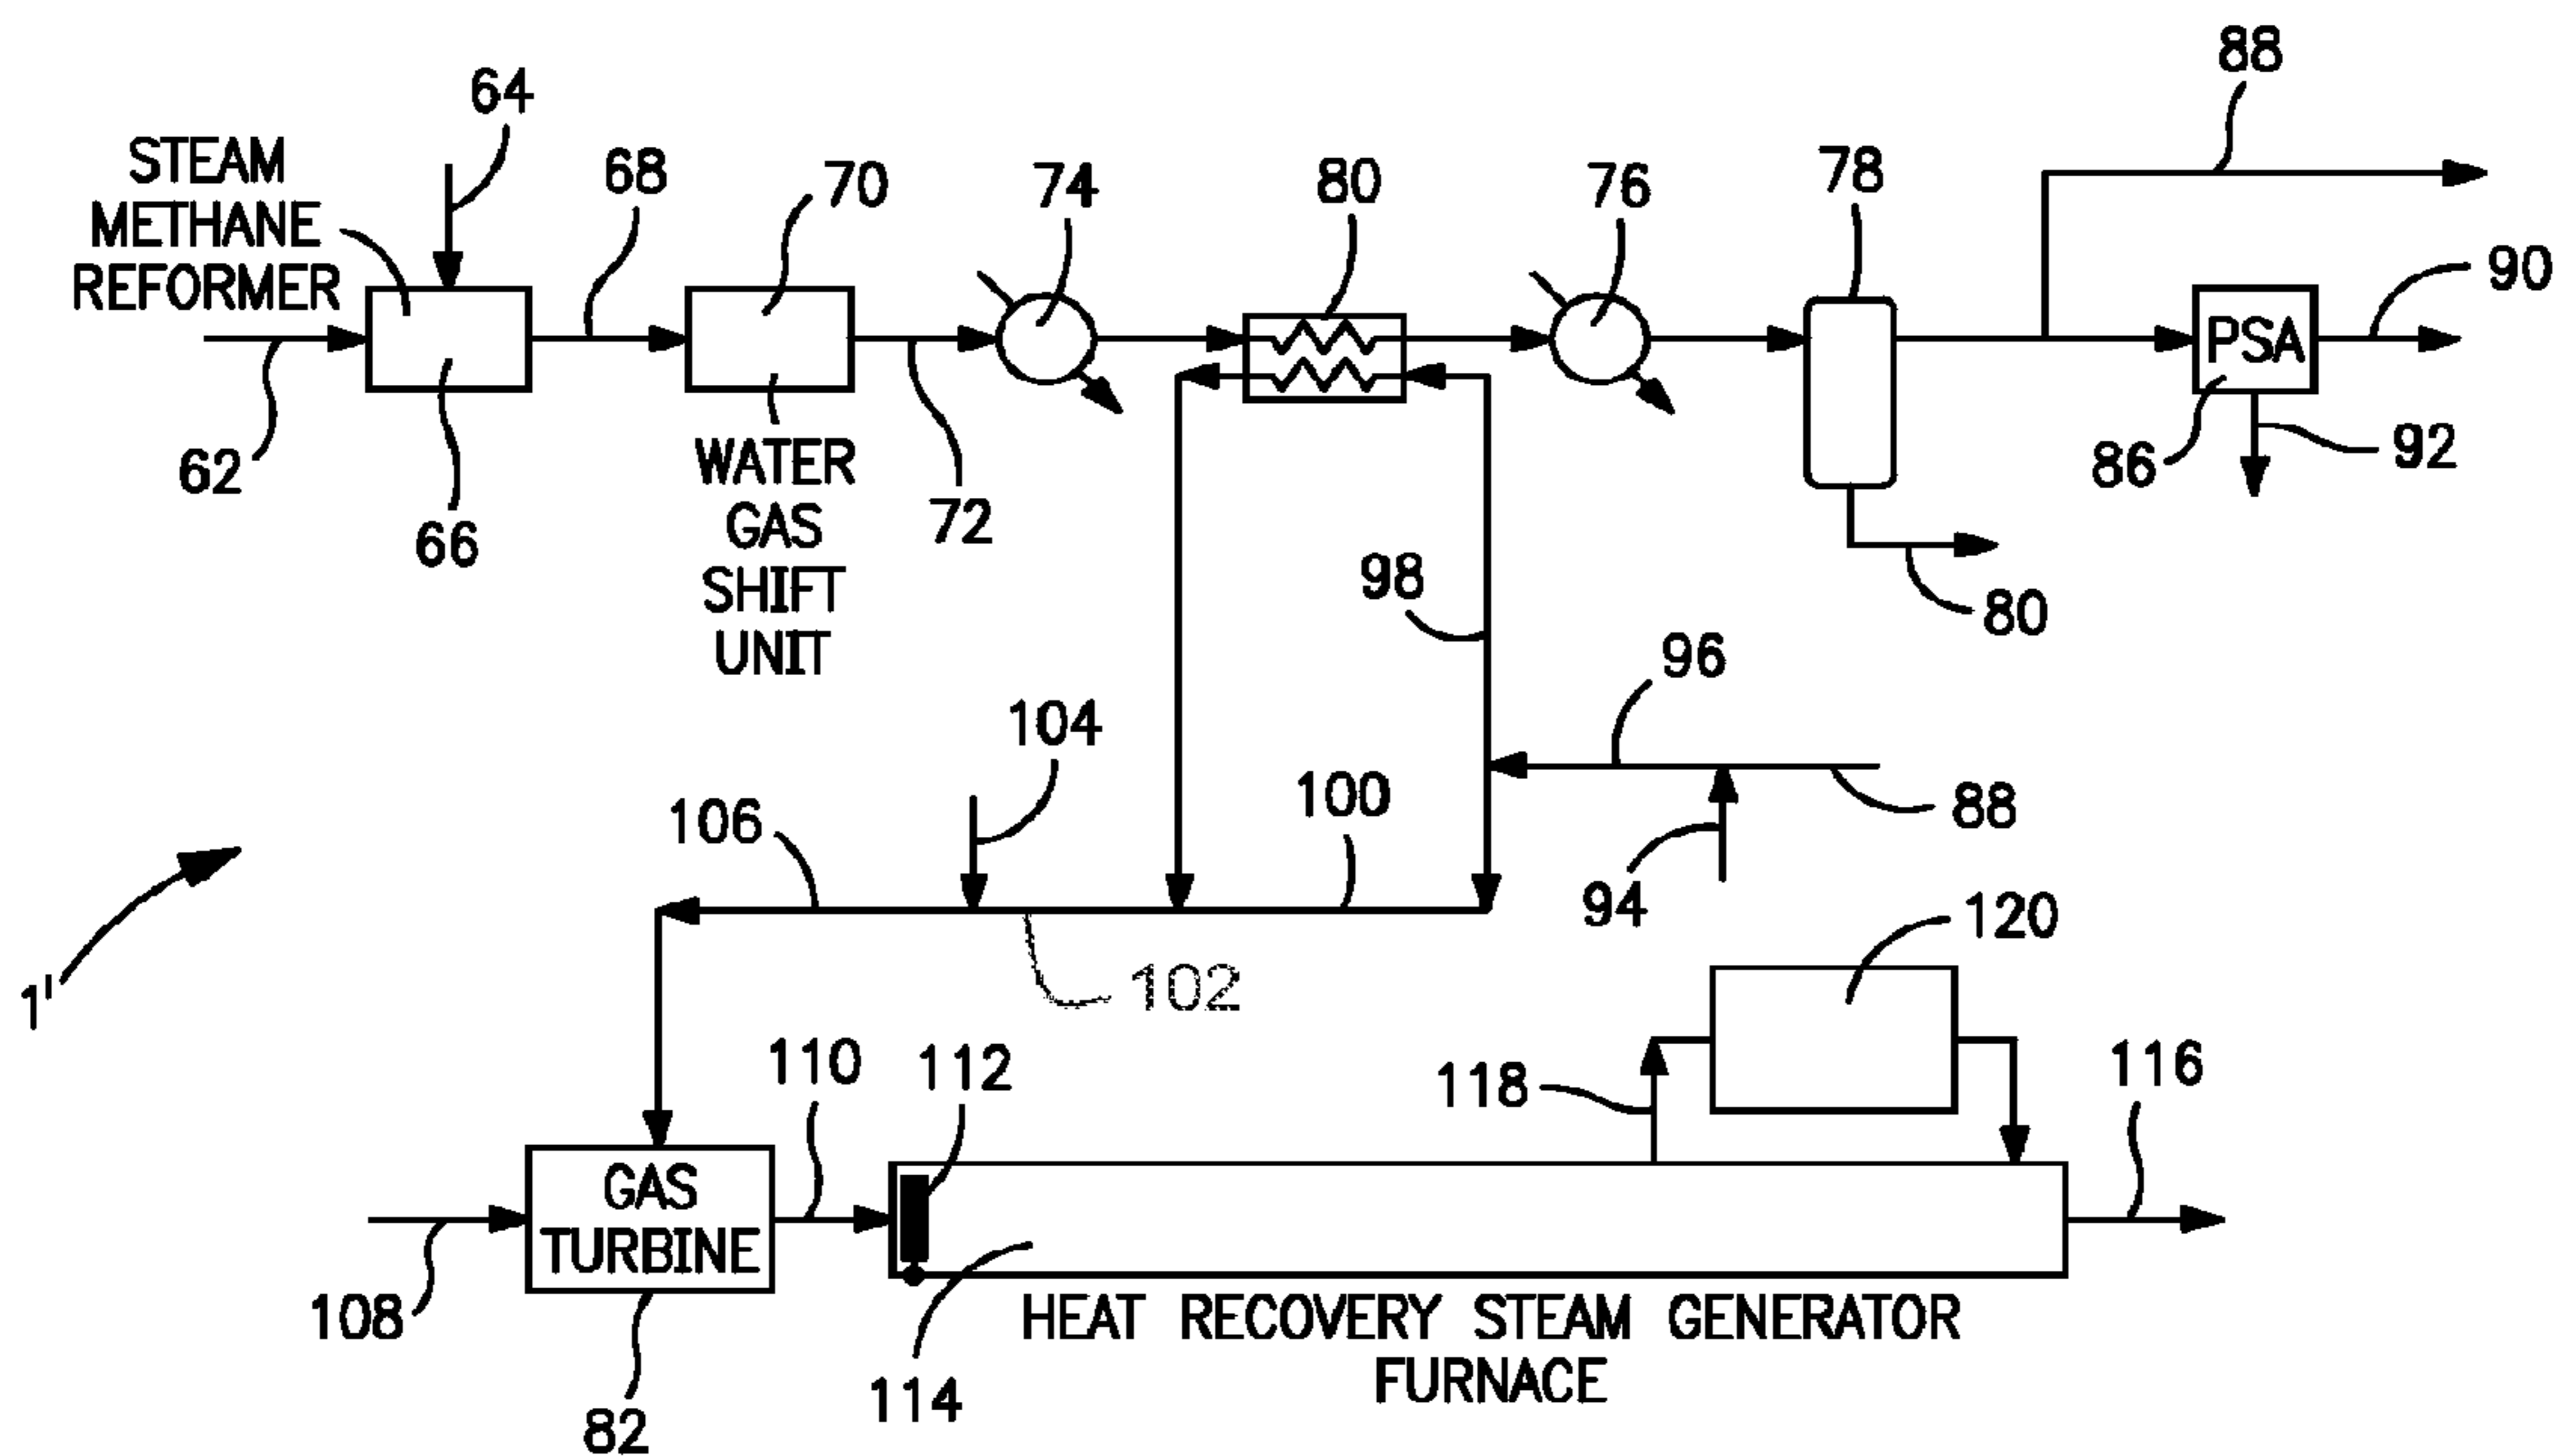 88
64
STEAM
METHANE
REFORMER
68
70
74
80
76
78
90
PSA
62
66
WATER
GAS
SHIFT
UNIT
72
86
92
98
80
96
104
100
106
88
94
120
1'
102
110
112
118
116
GAS
TURBINE
108
82
114
HEAT RECOVERY STEAM GENERATOR
FURNACE